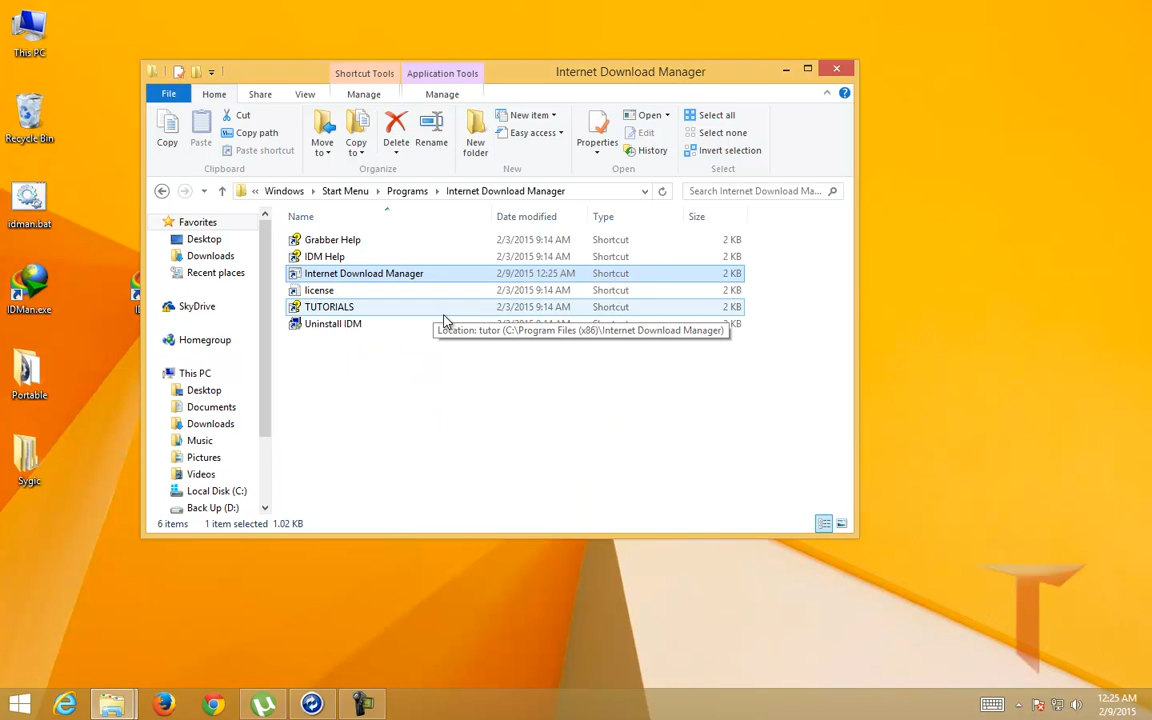 This PC
Recycle Bin
idman.bat
IDMan.exe
Portable
Sygic
Shortcut Tools
Application Tools
Internet Download Manager
File
Home
Share
View
Manage
Manage
Copy
Paste
Cut
Copy path
Paste shortcut
Clipboard
Move to
Copy to
Delete
Rename
Organize
New folder
New item
Easy access
New
Properties
Open
Edit
History
Open
Select all
Select none
Invert selection
Select
Windows
Start Menu
Programs
Internet Download Manager
Search Internet Download Ma...
Favorites
Desktop
Downloads
Recent places
SkyDrive
Homegroup
This PC
Desktop
Documents
Downloads
Music
Pictures
Videos
Local Disk (C:)
Back Up (D:)
Name Date modified Type Size
Grabber Help 2/3/2015 9:14 AM Shortcut 2 KB
IDM Help 2/3/2015 9:14 AM Shortcut 2 KB
Internet Download Manager 2/9/2015 12:25 AM Shortcut 2 KB
license 2/3/2015 9:14 AM Shortcut 2 KB
TUTORIALS 2/3/2015 9:14 AM Shortcut 2 KB
Uninstall IDM KB
Location: tutor (C:\Program Files (x86)\Internet Download Manager)
6 items 1 item selected 1.02 KB
12:25 AM
2/9/2015